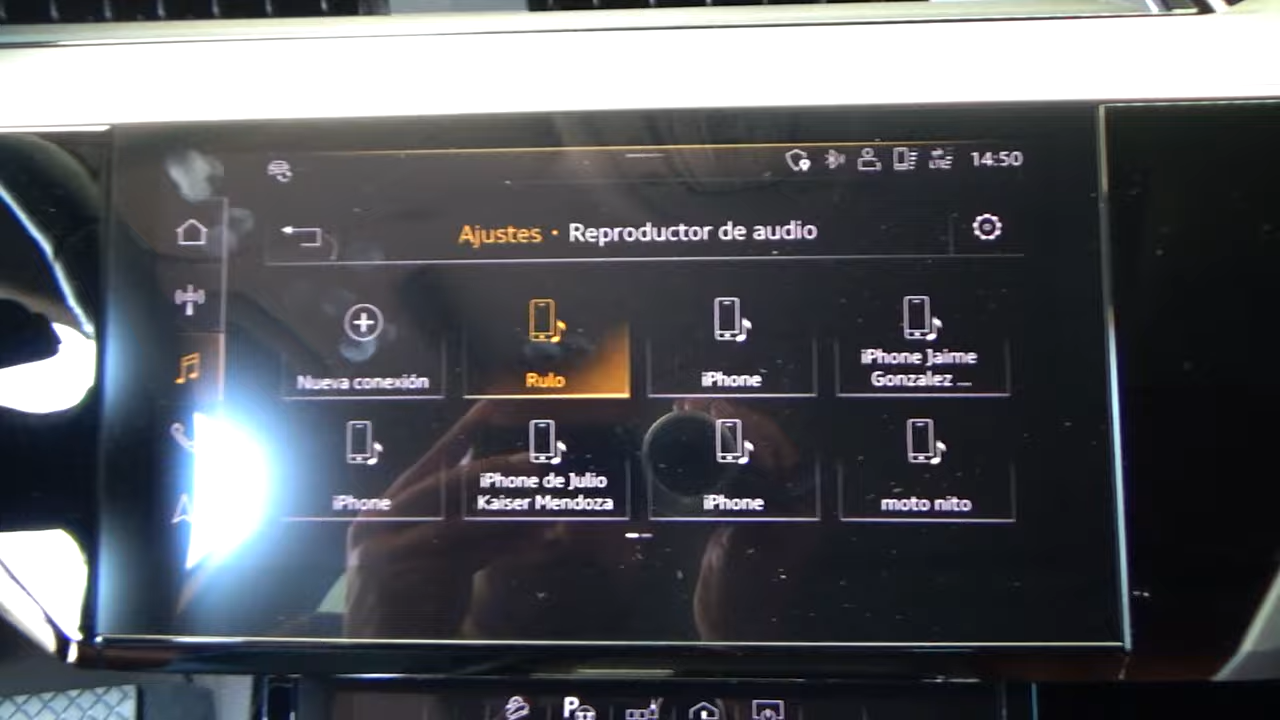 LTE 14:50
Ajustes · Reproductor de audio
Nueva conexión
Rulo
iPhone
iPhone Jaime
Gonzalez ...
iPhone
iPhone de Julio
Kaiser Mendoza
iPhone
moto nito
P